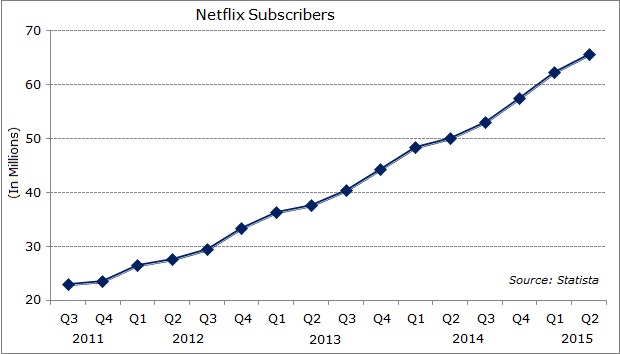 Netflix Subscribers
70
60
50
40
30
20
(In Millions)
Source: Statista
Q3 Q4 Q1 Q2 Q3 Q4 Q1 Q2 Q3 Q4 Q1 Q2 Q3 Q4 Q1 Q2
2011 2012 2013 2014 2015